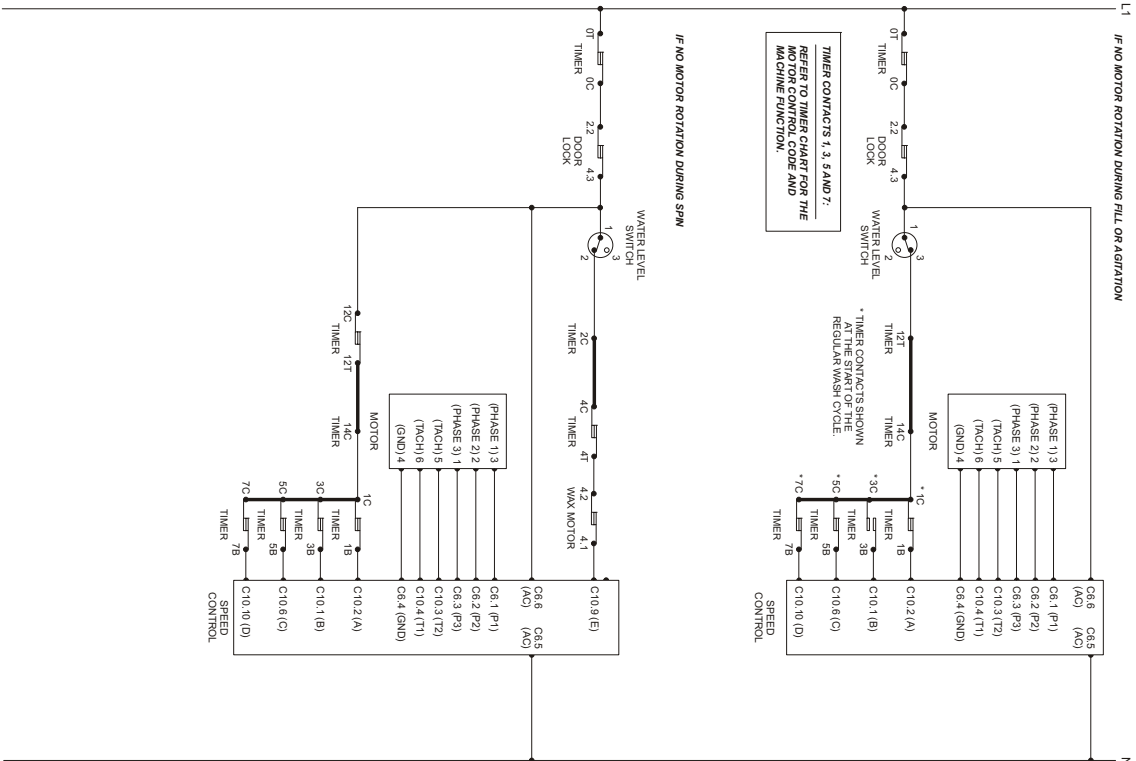 L1
N
IF NO MOTOR ROTATION DURING FILL OR AGITATION
C6.6
(AC)
C6.5
(AC)
(PHASE 1) 3
C6.1 (P1)
(PHASE 2) 2
C6.2 (P2)
(PHASE 3) 1
C6.3 (P3)
(TACH) 5
C10.3 (T2)
(TACH) 6
C10.4 (T1)
(GND) 4
C6.4 (GND)
MOTOR
0T
0C
TIMER
2.2
4.3
DOOR
LOCK
1
3
2
WATER LEVEL
SWITCH
12T
TIMER
14C
TIMER
* 1C
1B
TIMER
C10.2 (A)
* 3C
3B
TIMER
C10.1 (B)
* 5C
5B
TIMER
C10.6 (C)
* 7C
7B
TIMER
C10.10 (D)
SPEED
CONTROL
* TIMER CONTACTS SHOWN
AT THE START OF THE
REGULAR WASH CYCLE.
TIMER CONTACTS 1, 3, 5 AND 7:
REFER TO TIMER CHART FOR THE
MOTOR CONTROL CODE AND
MACHINE FUNCTION.
IF NO MOTOR ROTATION DURING SPIN
0T
0C
TIMER
2.2
4.3
DOOR
LOCK
1
3
2
WATER LEVEL
SWITCH
2C
TIMER
4C
4T
TIMER
4.2
4.1
WAX MOTOR
C10.9 (E)
C6.6
(AC)
C6.5
(AC)
(PHASE 1) 3
C6.1 (P1)
(PHASE 2) 2
C6.2 (P2)
(PHASE 3) 1
C6.3 (P3)
(TACH) 5
C10.3 (T2)
(TACH) 6
C10.4 (T1)
(GND) 4
C6.4 (GND)
MOTOR
12C
12T
TIMER
14C
TIMER
1C
1B
TIMER
C10.2 (A)
3C
3B
TIMER
C10.1 (B)
5C
5B
TIMER
C10.6 (C)
7C
7B
TIMER
C10.10 (D)
SPEED
CONTROL